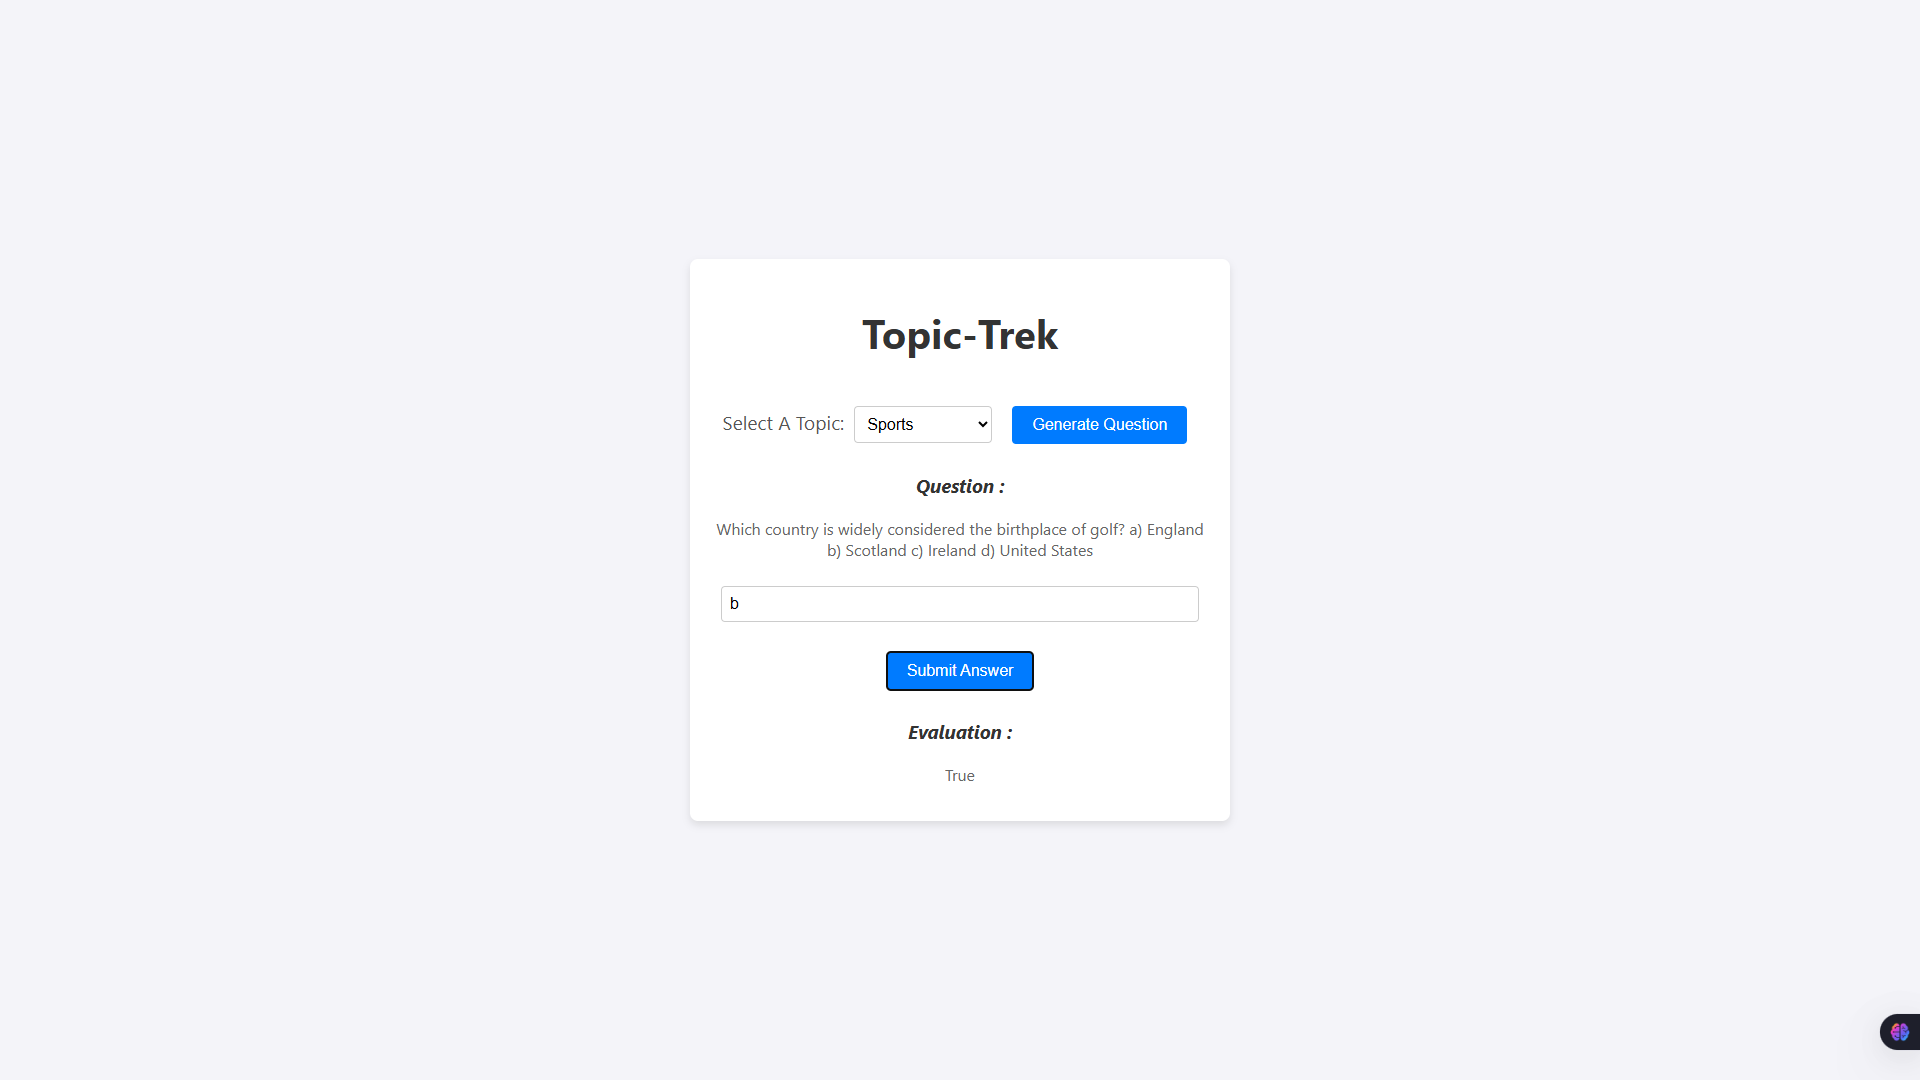 Topic-Trek
Select A Topic: Sports Generate Question
Question :
Which country is widely considered the birthplace of golf? a) England
b) Scotland c) Ireland d) United States
b
Submit Answer
Evaluation :
True